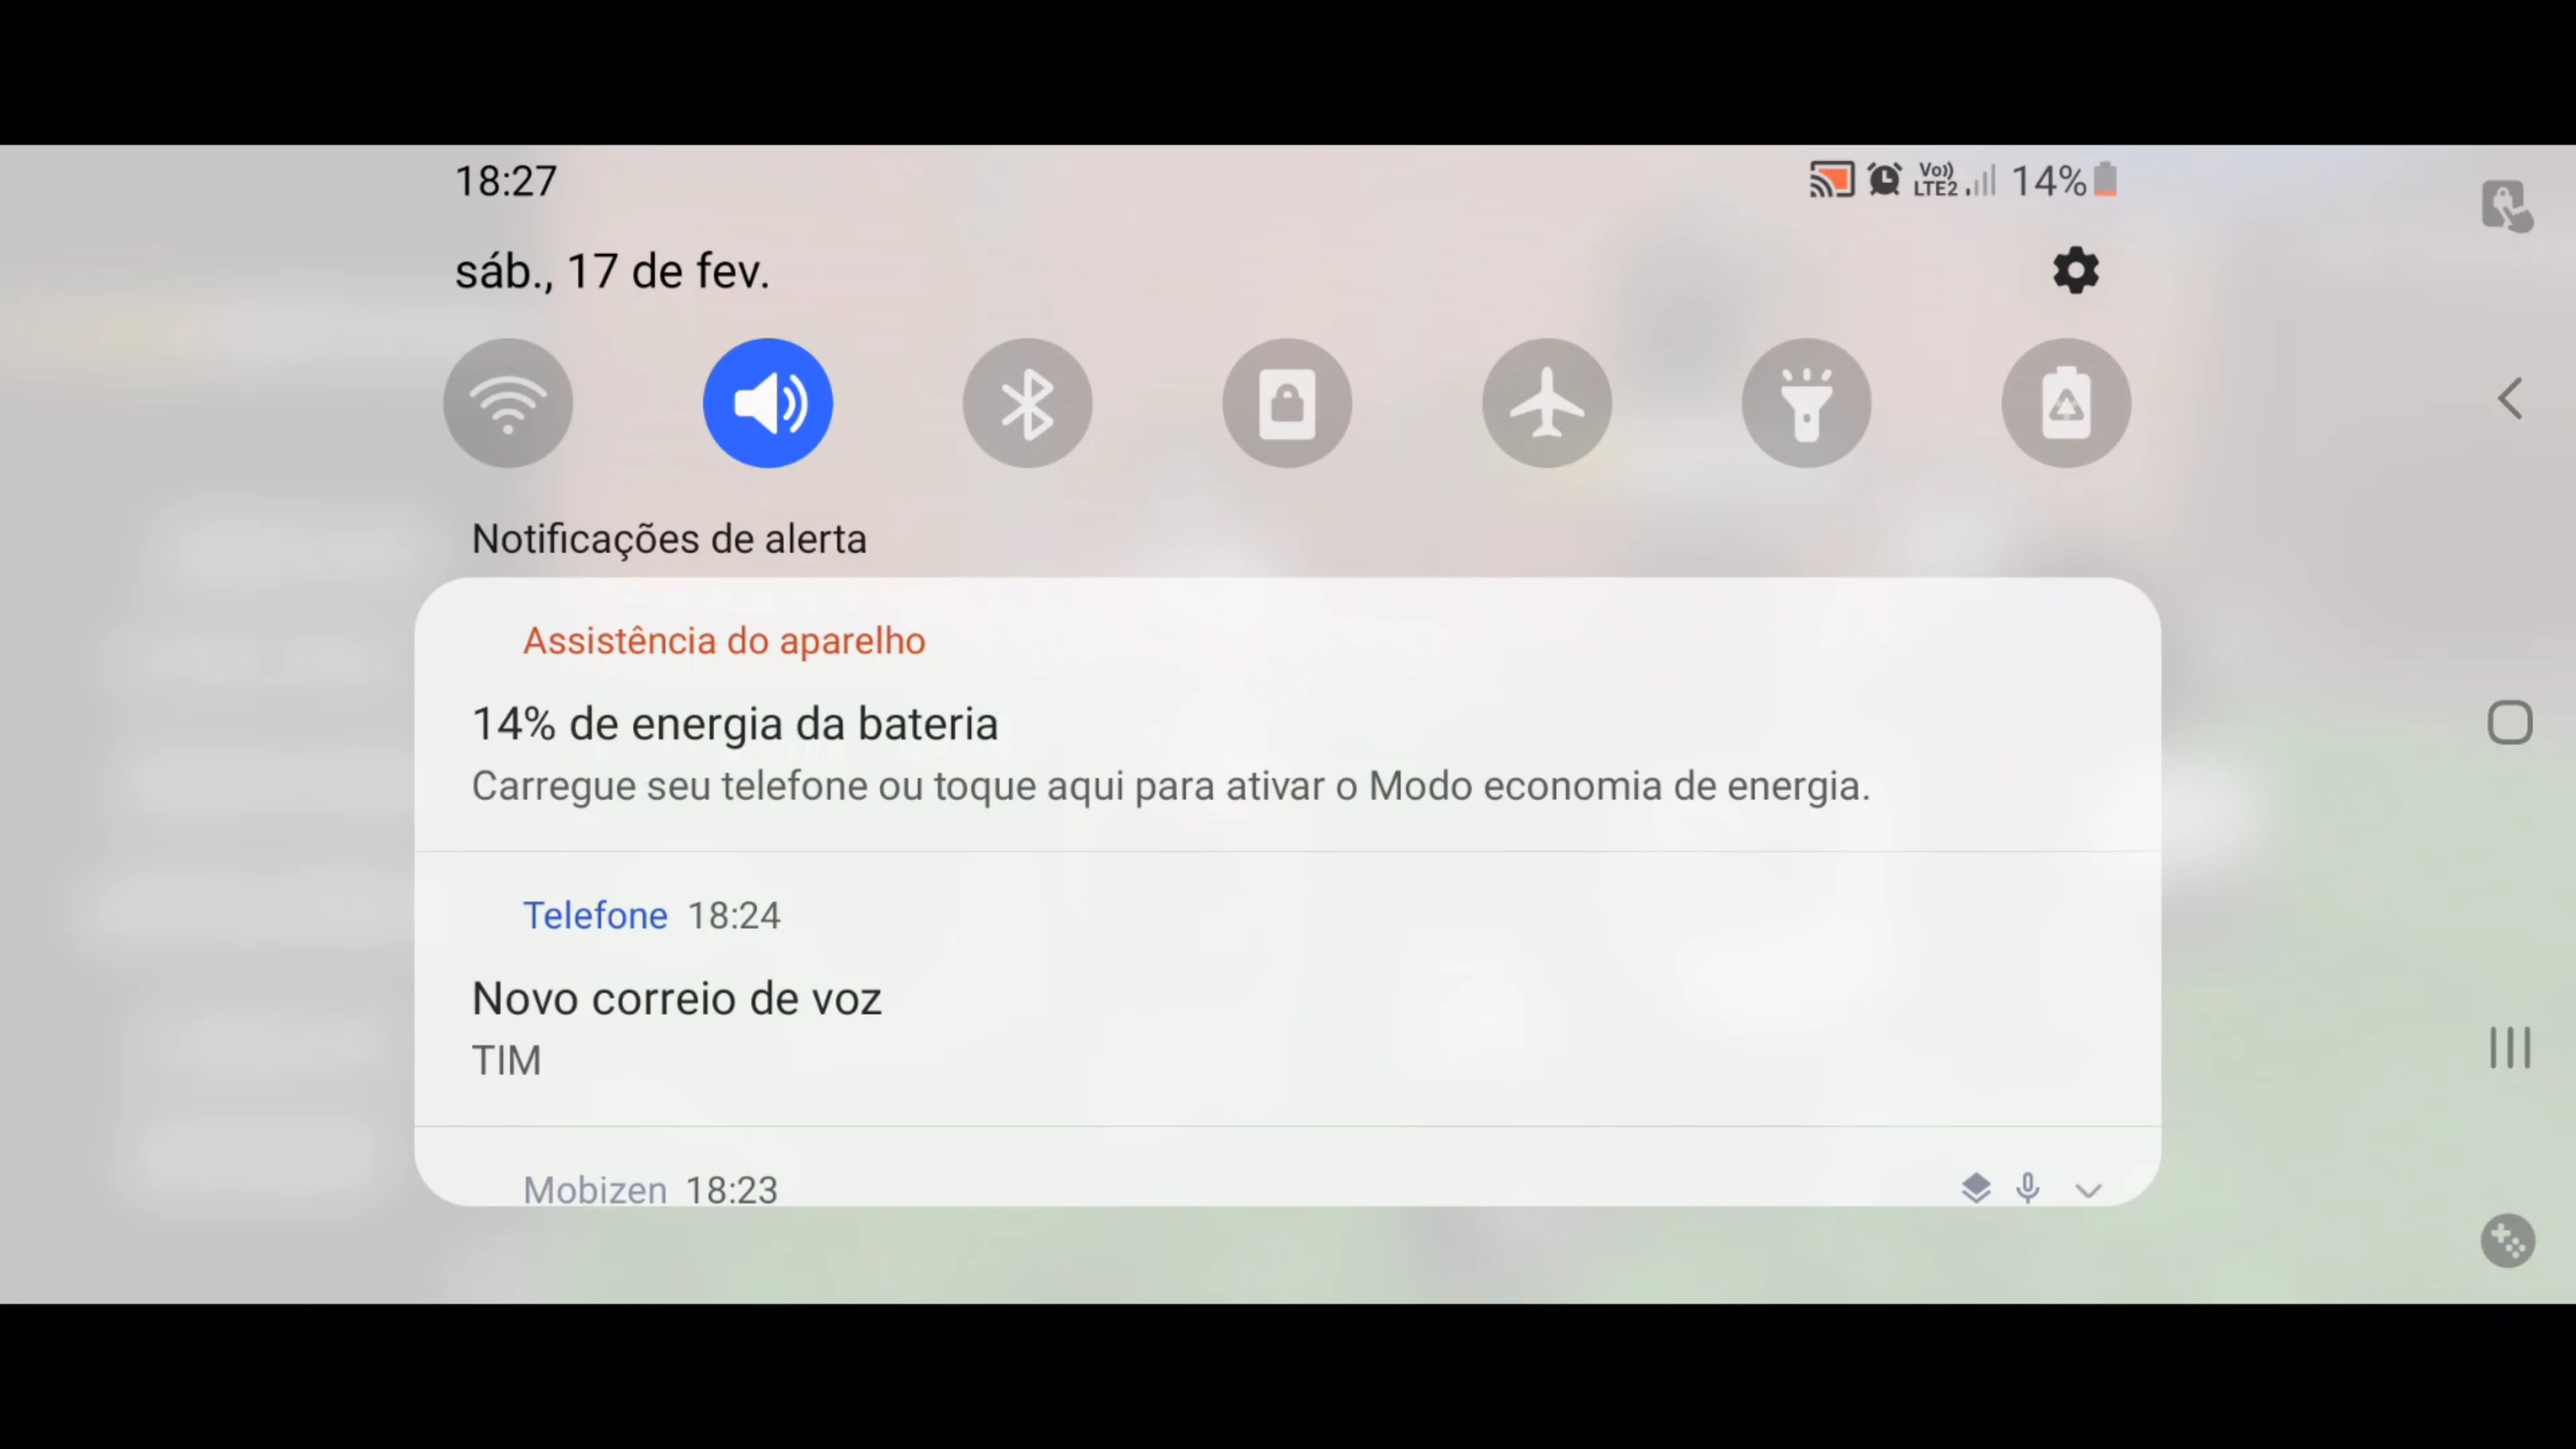 18:27
Vo)) LTE2 14%
sáb., 17 de fev.
Notificações de alerta
Assistência do aparelho
14% de energia da bateria
Carregue seu telefone ou toque aqui para ativar o Modo economia de energia.
Telefone 18:24
Novo correio de voz
TIM
Mobizen 18:23